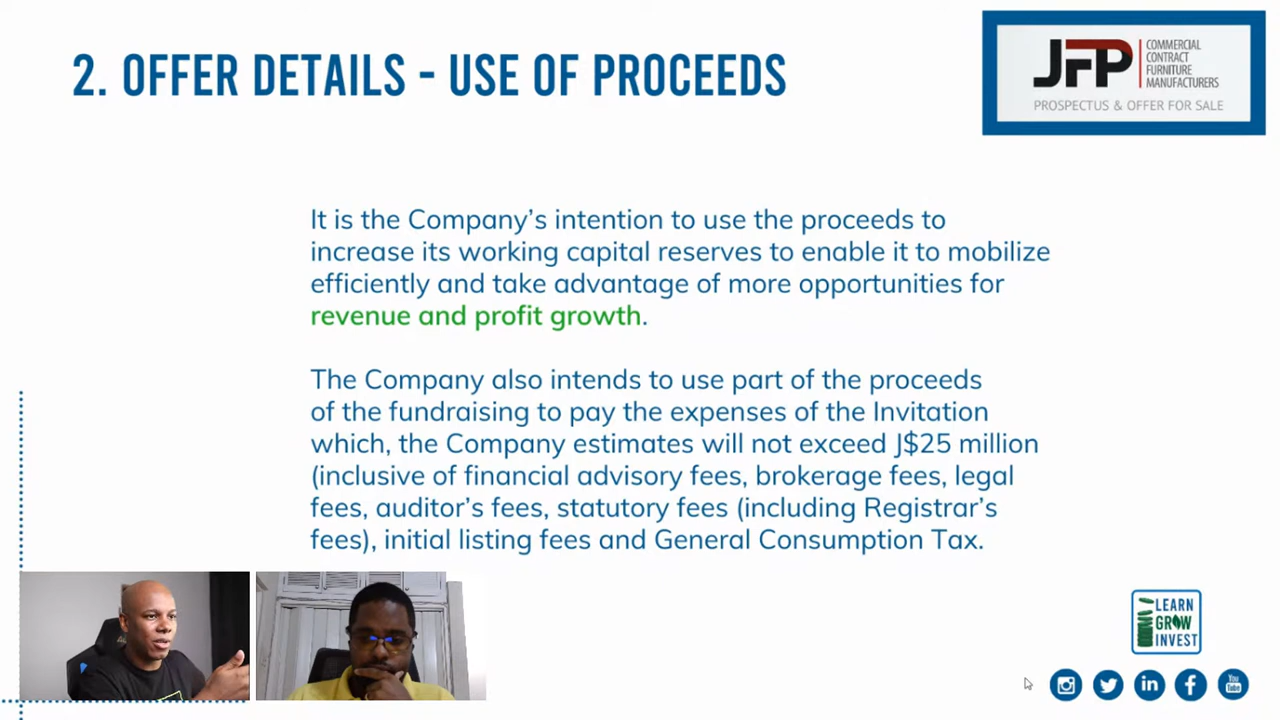 2. OFFER DETAILS - USE OF PROCEEDS
JFP
COMMERCIAL
CONTRACT
FURNITURE
MANUFACTURERS
PROSPECTUS & OFFER FOR SALE
It is the Company's intention to use the proceeds to
increase its working capital reserves to enable it to mobilize
efficiently and take advantage of more opportunities for
revenue and profit growth.
The Company also intends to use part of the proceeds
of the fundraising to pay the expenses of the Invitation
which, the Company estimates will not exceed J$25 million
(inclusive of financial advisory fees, brokerage fees, legal
fees, auditor's fees, statutory fees (including Registrar's
fees), initial listing fees and General Consumption Tax.
LEARN
GROW
INVEST
in
f
You
Tube